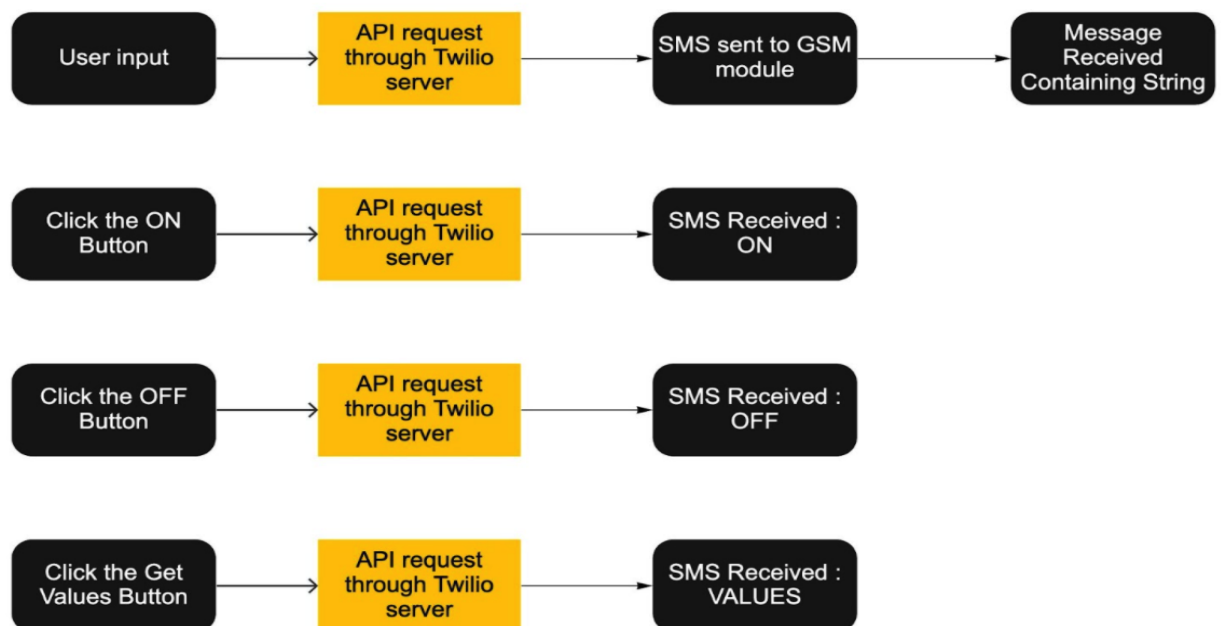 User input
API request
through Twilio
server
SMS sent to GSM
module
Message
Received
Containing String
Click the ON
Button
API request
through Twilio
server
SMS Received :
ON
Click the OFF
Button
API request
through Twilio
server
SMS Received :
OFF
Click the Get
Values Button
API request
through Twilio
server
SMS Received :
VALUES